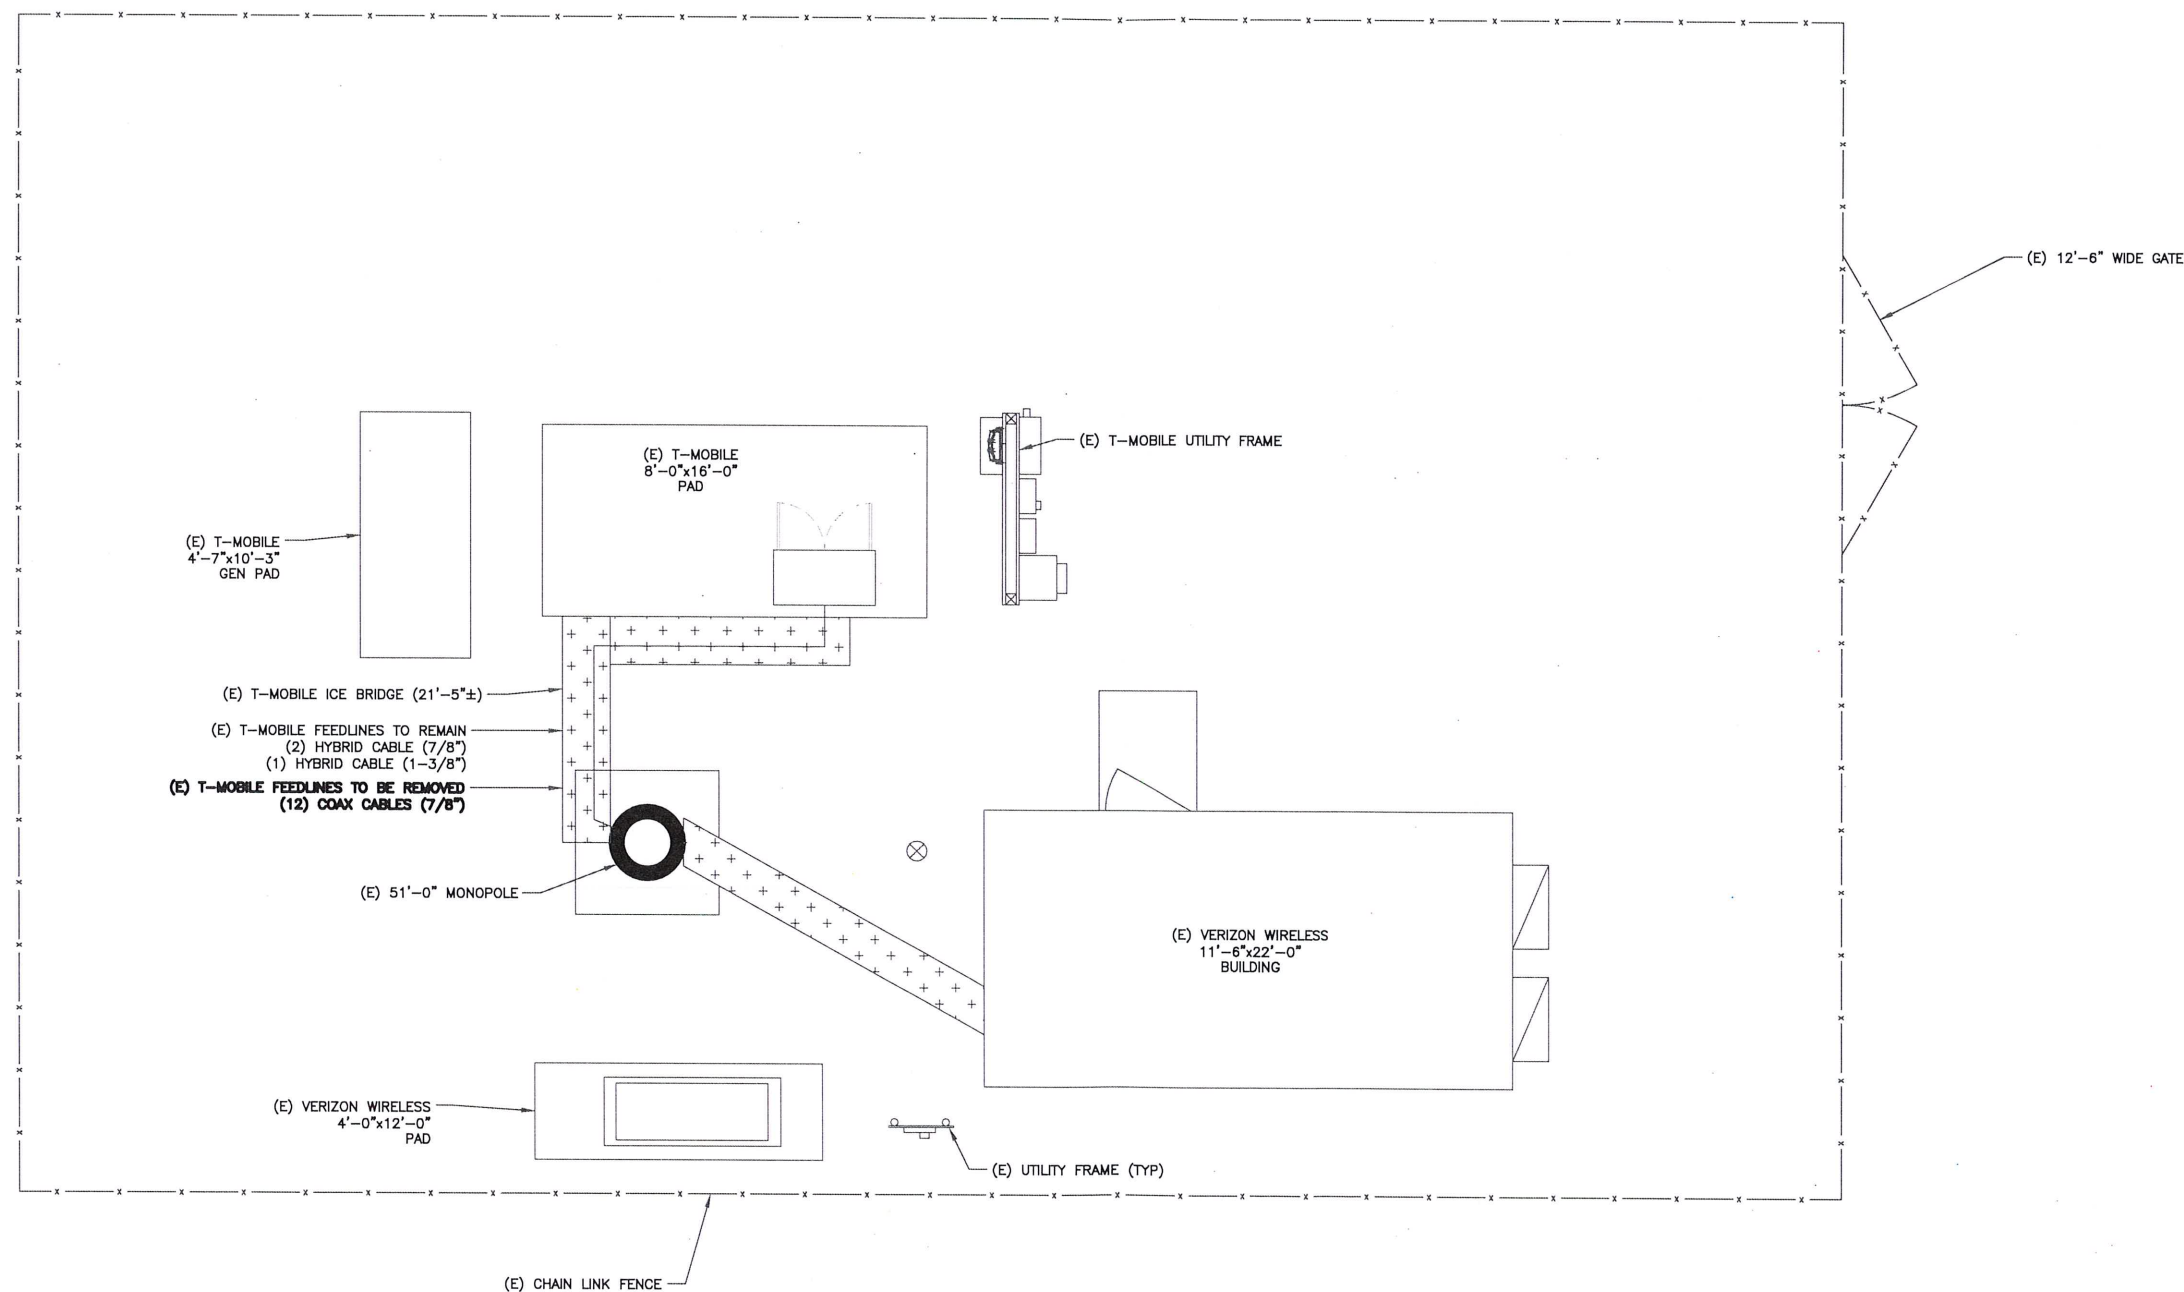 (E) 12'-6" WIDE GATE
(E) T-MOBILE
8'-0"x16'-0"
PAD
(E) T-MOBILE UTILITY FRAME
(E) T-MOBILE
4'-7"x10'-3"
GEN PAD
(E) T-MOBILE ICE BRIDGE (21'-5"±)
(E) T-MOBILE FEEDLINES TO REMAIN
(2) HYBRID CABLE (7/8")
(1) HYBRID CABLE (1-3/8")
(E) T-MOBILE FEEDLINES TO BE REMOVED
(12) COAX CABLES (7/8")
(E) 51'-0" MONOPOLE
(E) VERIZON WIRELESS
11'-6"x22'-0"
BUILDING
(E) VERIZON WIRELESS
4'-0"x12'-0"
PAD
(E) UTILITY FRAME (TYP)
(E) CHAIN LINK FENCE